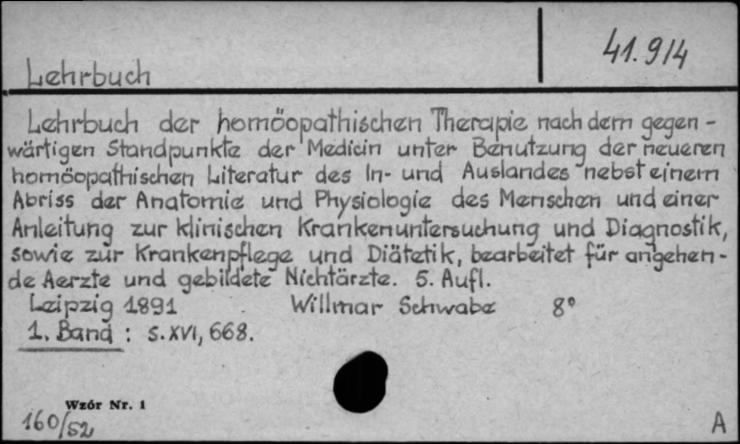 41.914
Lehrbuch
Lehrbuch der homöopathischen Therapie nach dem gegen-
wärtigen Standpunkte der Medicin unter Benutzung der neueren
homöopathischen Literatur des In- und Auslandes nebst einem
Abriss der Anatomie und Physiologie des Menschen und einer
Anleitung zur klinischen Krankenuntersuchung und Diagnostik,
sowie zur Krankenpflege und Diätetik, bearbeitet für angehen-
de Aerzte und gebildete Nichtärzte. 5. Aufl.
Leipzig 1891 Willmar Schwabe 8°
1. Band : S. XVI, 668.
Wzór Nr. 1
160/52 A